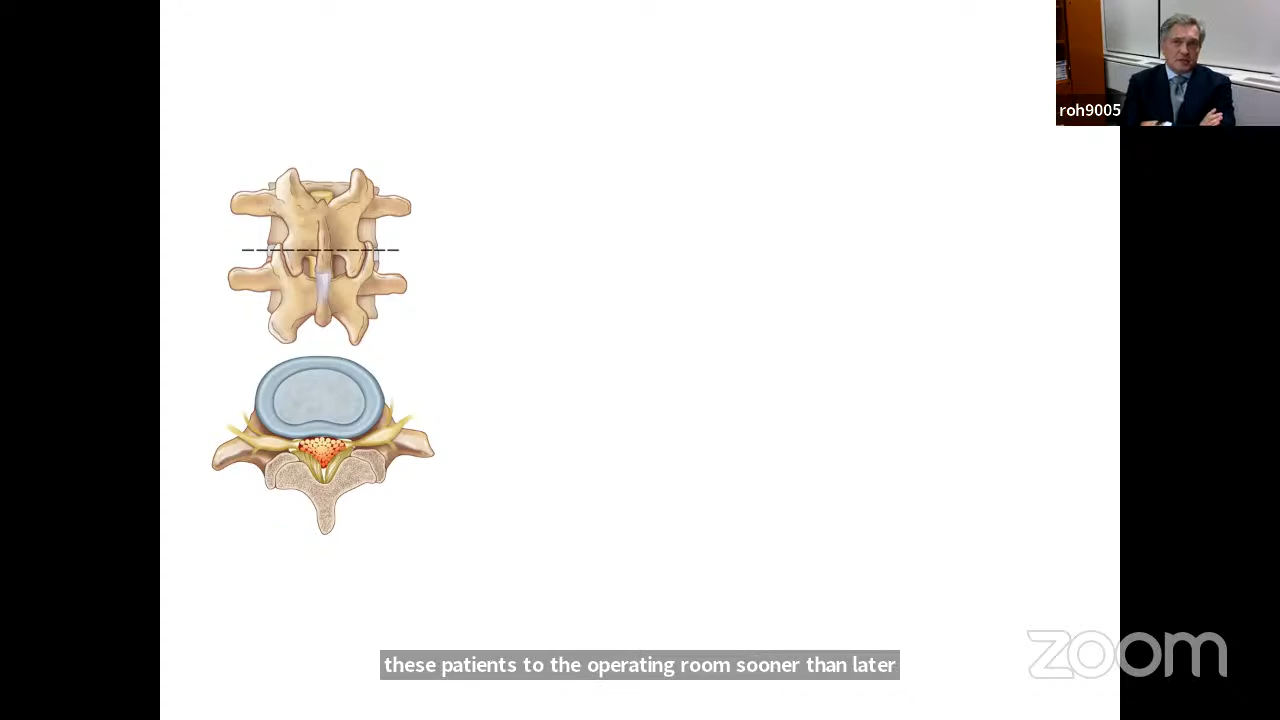 roh9005
these patients to the operating room sooner than later
zoom